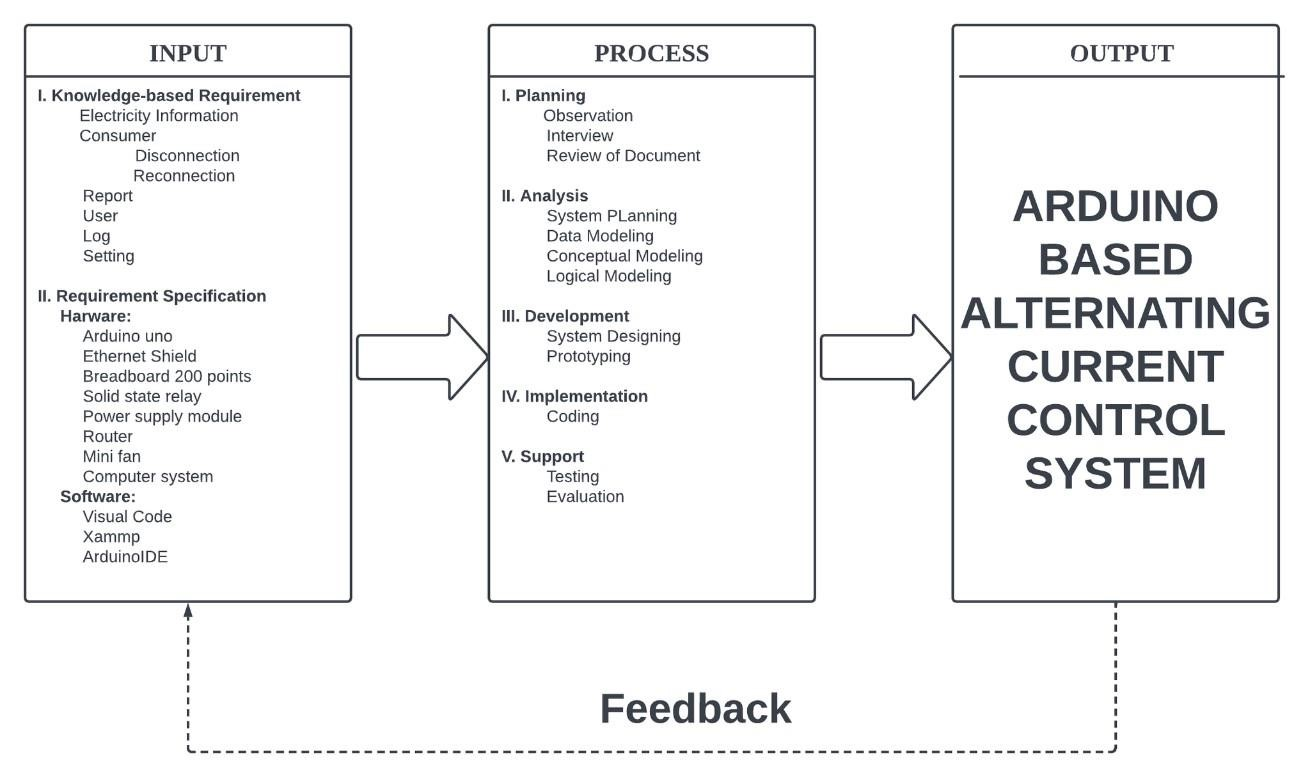 INPUT
I. Knowledge-based Requirement
Electricity Information
Consumer
Disconnection
Reconnection
Report
User
Log
Setting
II. Requirement Specification
Harware:
Arduino uno
Ethernet Shield
Breadboard 200 points
Solid state relay
Power supply module
Router
Mini fan
Computer system
Software:
Visual Code
Xammp
ArduinoIDE
PROCESS
I. Planning
Observation
Interview
Review of Document
II. Analysis
System PLanning
Data Modeling
Conceptual Modeling
Logical Modeling
III. Development
System Designing
Prototyping
IV. Implementation
Coding
V. Support
Testing
Evaluation
OUTPUT
ARDUINO
BASED
ALTERNATING
CURRENT
CONTROL
SYSTEM
Feedback